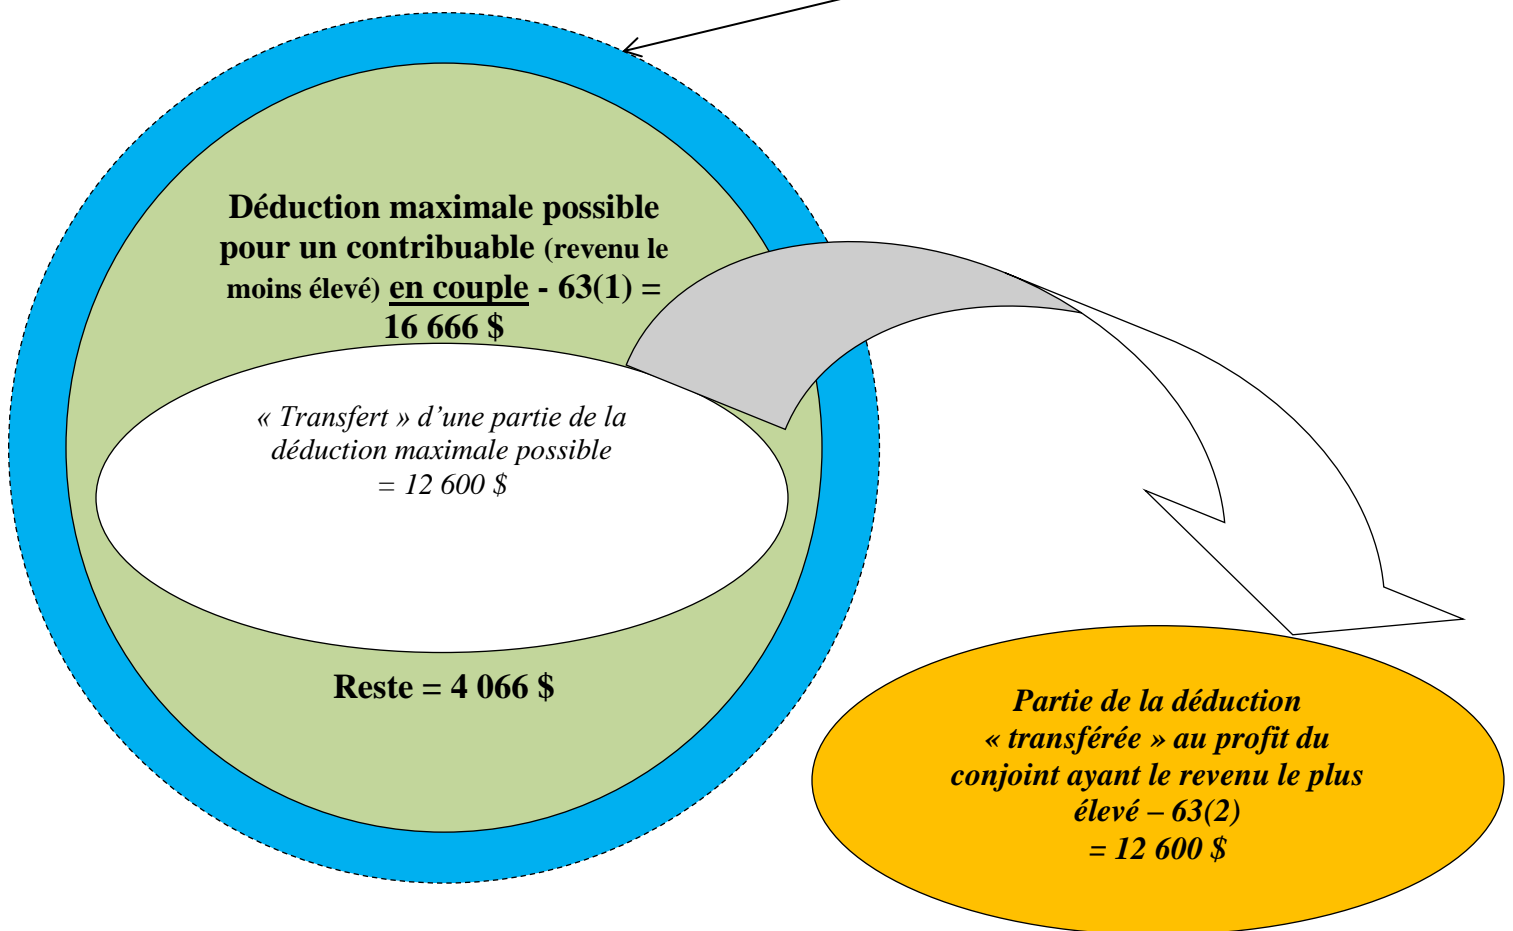 Déduction maximale possible
pour un contribuable (revenu le
moins élevé) en couple - 63(1) =
16 666 $
« Transfert » d’une partie de la
déduction maximale possible
= 12 600 $
Reste = 4 066 $
Partie de la déduction
« transférée » au profit du
conjoint ayant le revenu le plus
élevé – 63(2)
= 12 600 $